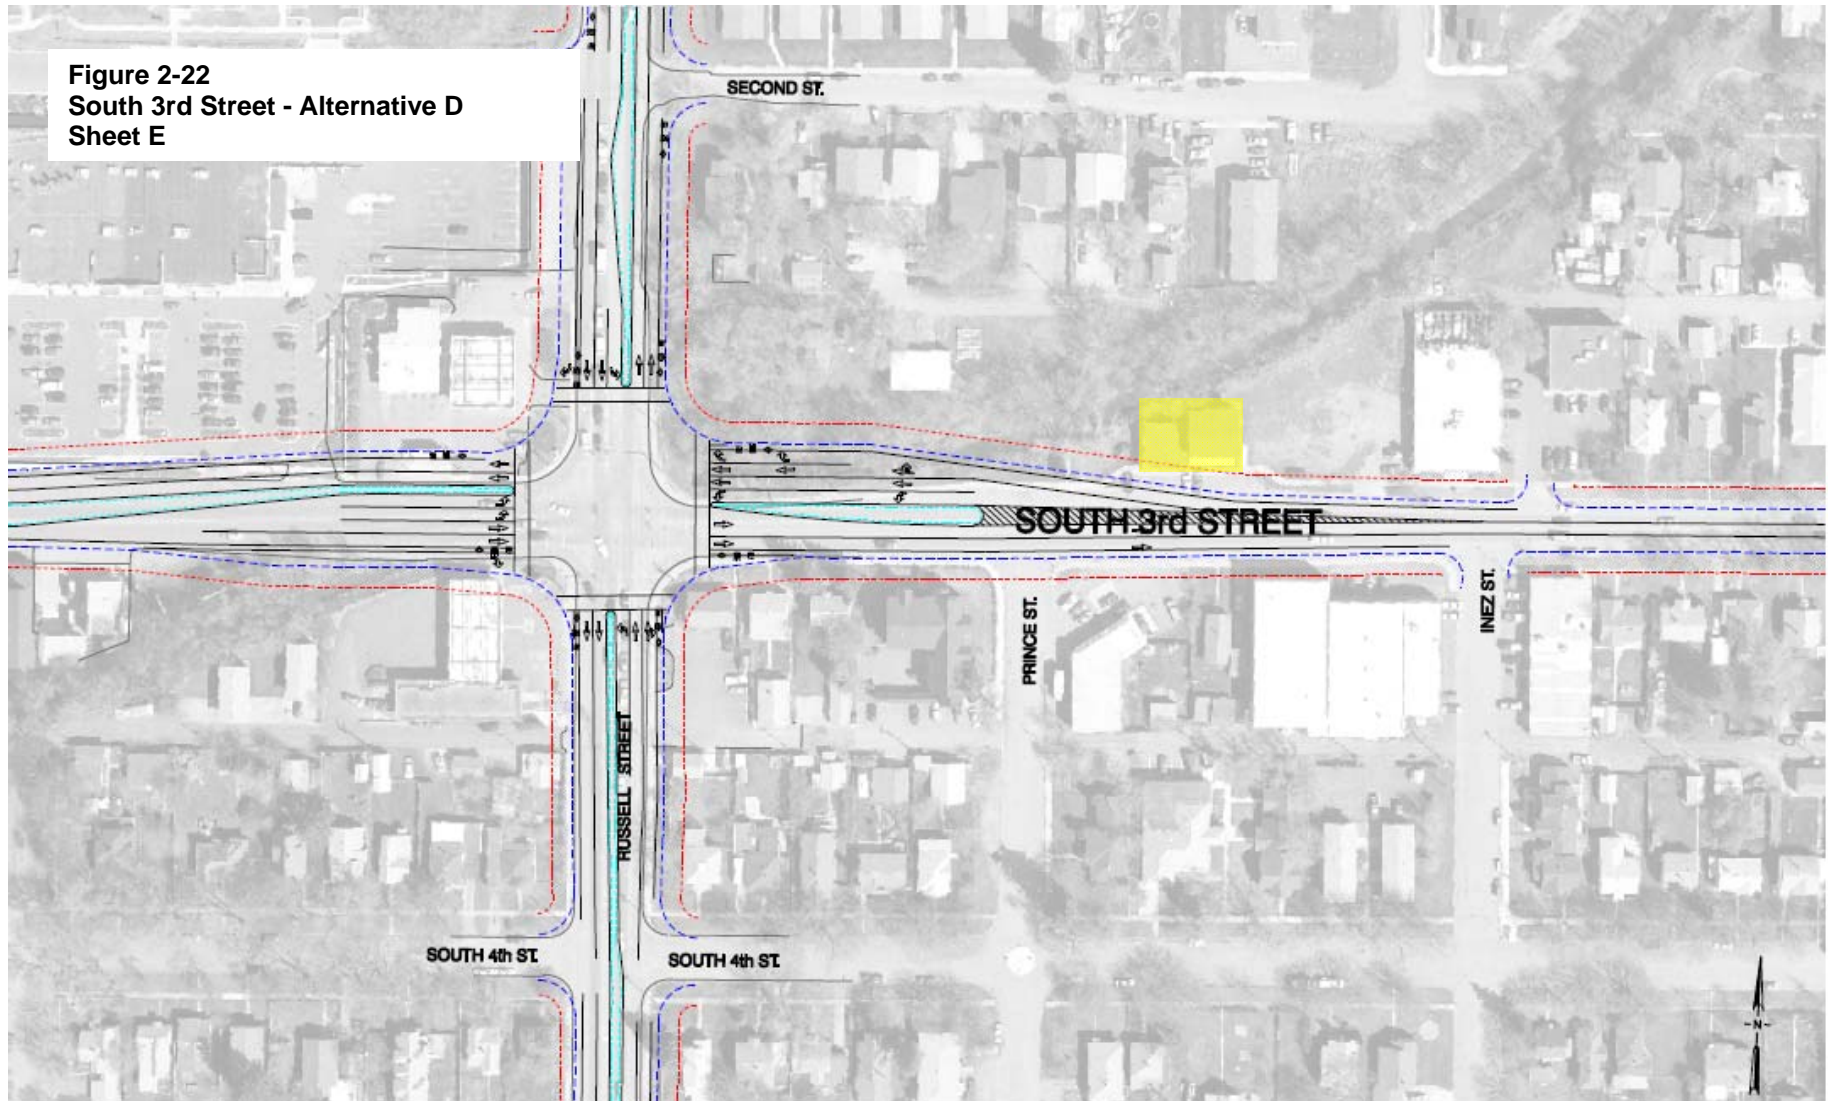 Figure 2-22
South 3rd Street - Alternative D
Sheet E
SECOND ST.
SOUTH 3rd STREET
PRINCE ST.
INEZ ST.
RUSSELL STREET
SOUTH 4th ST.
SOUTH 4th ST.
N